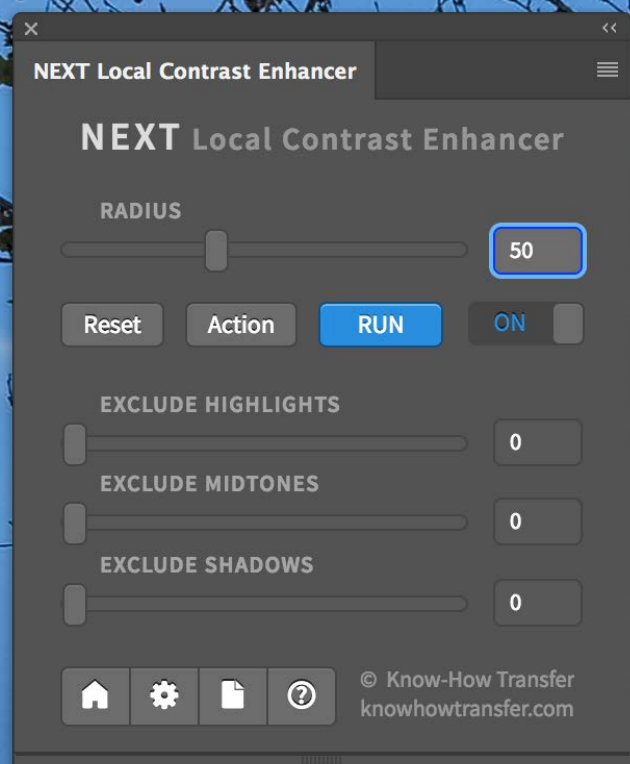 NEXT Local Contrast Enhancer
NEXT Local Contrast Enhancer
RADIUS
50
Reset Action RUN ON
EXCLUDE HIGHLIGHTS
0
EXCLUDE MIDTONES
0
EXCLUDE SHADOWS
0
© Know-How Transfer
knowhowtransfer.com